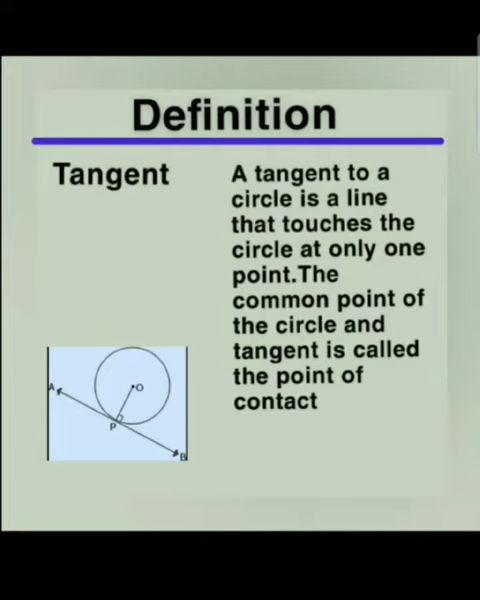 Definition
Tangent
A tangent to a
circle is a line
that touches the
circle at only one
point.The
common point of
the circle and
tangent is called
the point of
contact
A
O
P
B